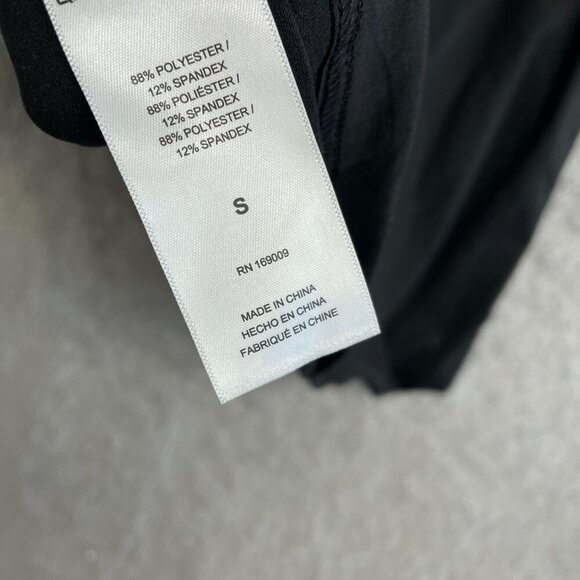 88% POLYESTER /
12% SPANDEX
88% POLIÉSTER /
12% SPANDEX
88% POLYESTER /
12% SPANDEX
S
RN 169009
MADE IN CHINA
HECHO EN CHINA
FABRIQUÉ EN CHINE